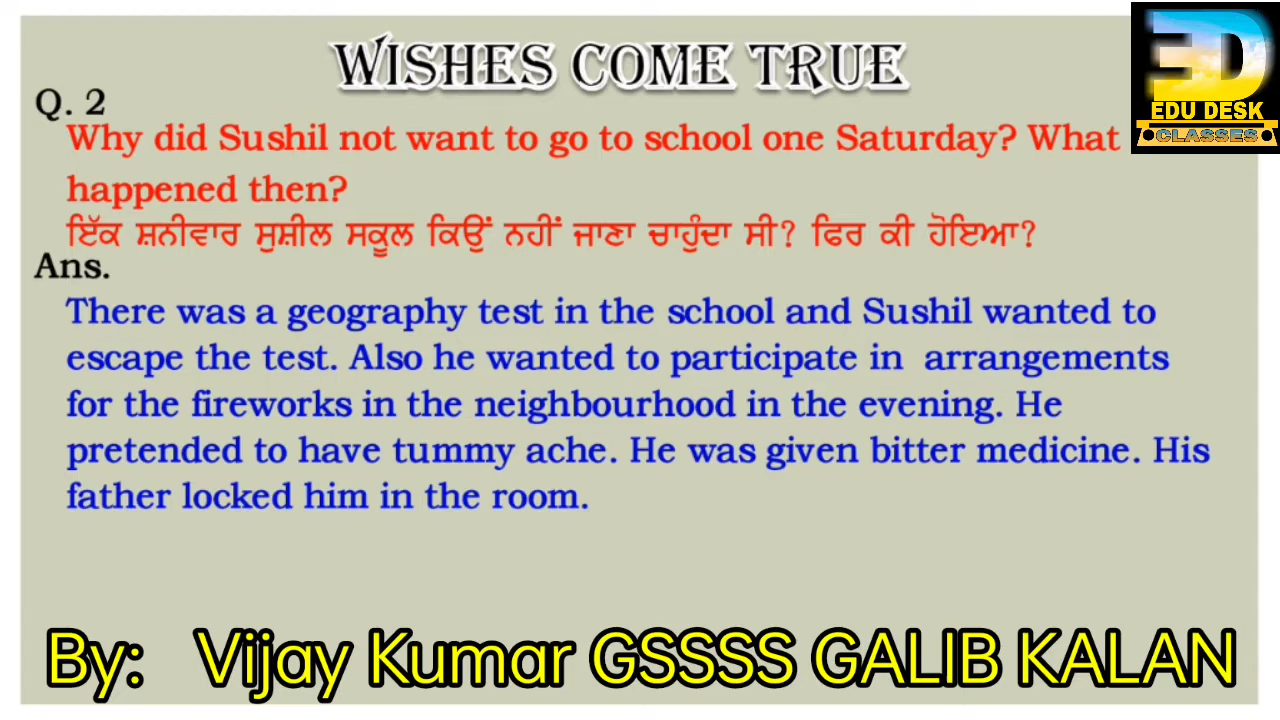 WISHES COME TRUE
ED
EDU DESK
CLASSES
Q. 2
Why did Sushil not want to go to school one Saturday? What
happened then?
ਇੱਕ ਸ਼ਨੀਵਾਰ ਸੁਸ਼ੀਲ ਸਕੂਲ ਕਿਉਂ ਨਹੀਂ ਜਾਣਾ ਚਾਹੁੰਦਾ ਸੀ? ਫਿਰ ਕੀ ਹੋਇਆ?
Ans.
There was a geography test in the school and Sushil wanted to
escape the test. Also he wanted to participate in arrangements
for the fireworks in the neighbourhood in the evening. He
pretended to have tummy ache. He was given bitter medicine. His
father locked him in the room.
By: Vijay Kumar GSSSS GALIB KALAN